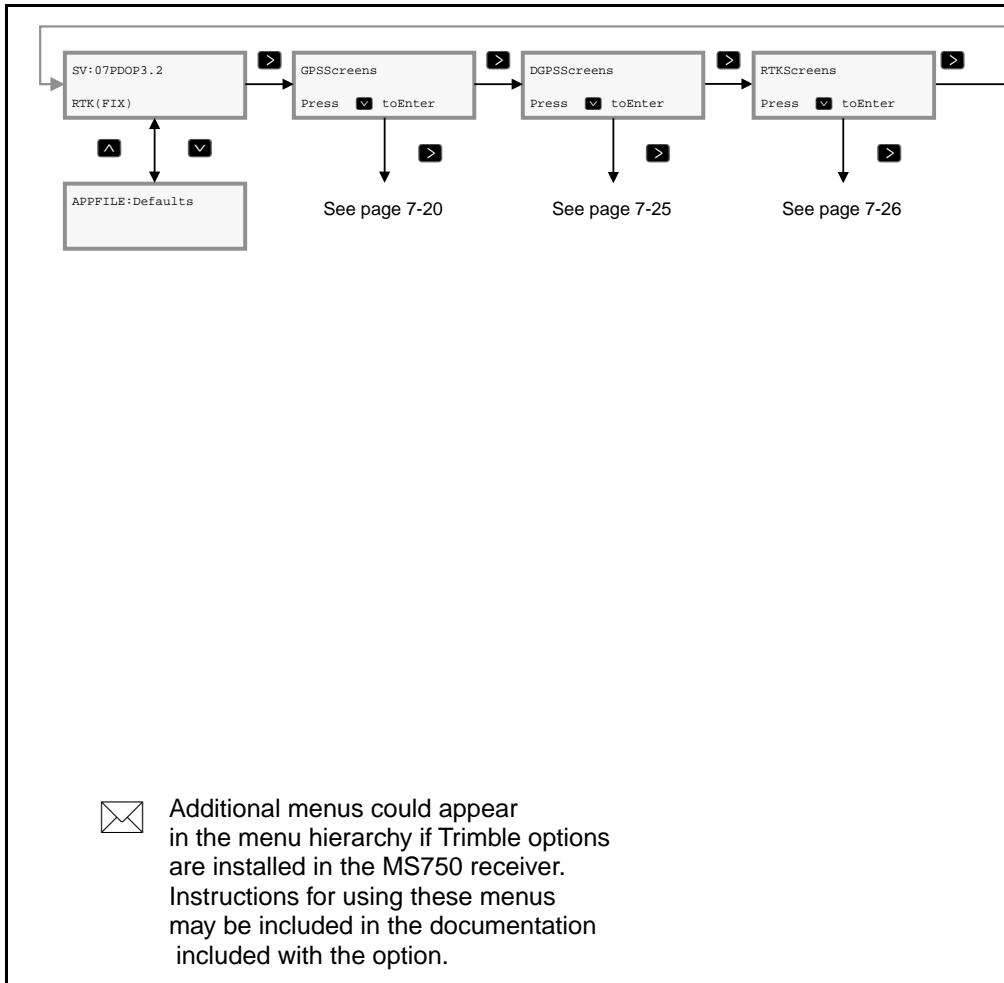 SV:07PDOP3.2
RTK(FIX)
GPSScreens
Press toEnter
DGPSScreens
Press toEnter
RTKScreens
Press toEnter
APPFILE:Defaults
See page 7-20
See page 7-25
See page 7-26
Additional menus could appear
in the menu hierarchy if Trimble options
are installed in the MS750 receiver.
Instructions for using these menus
may be included in the documentation
included with the option.